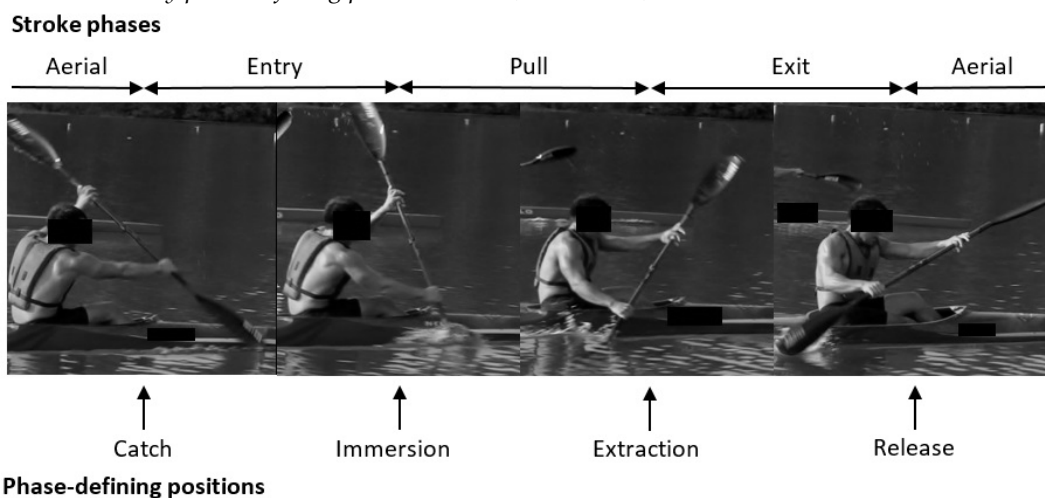 Stroke phases
Aerial Entry Pull Exit Aerial
Catch Immersion Extraction Release
Phase-defining positions